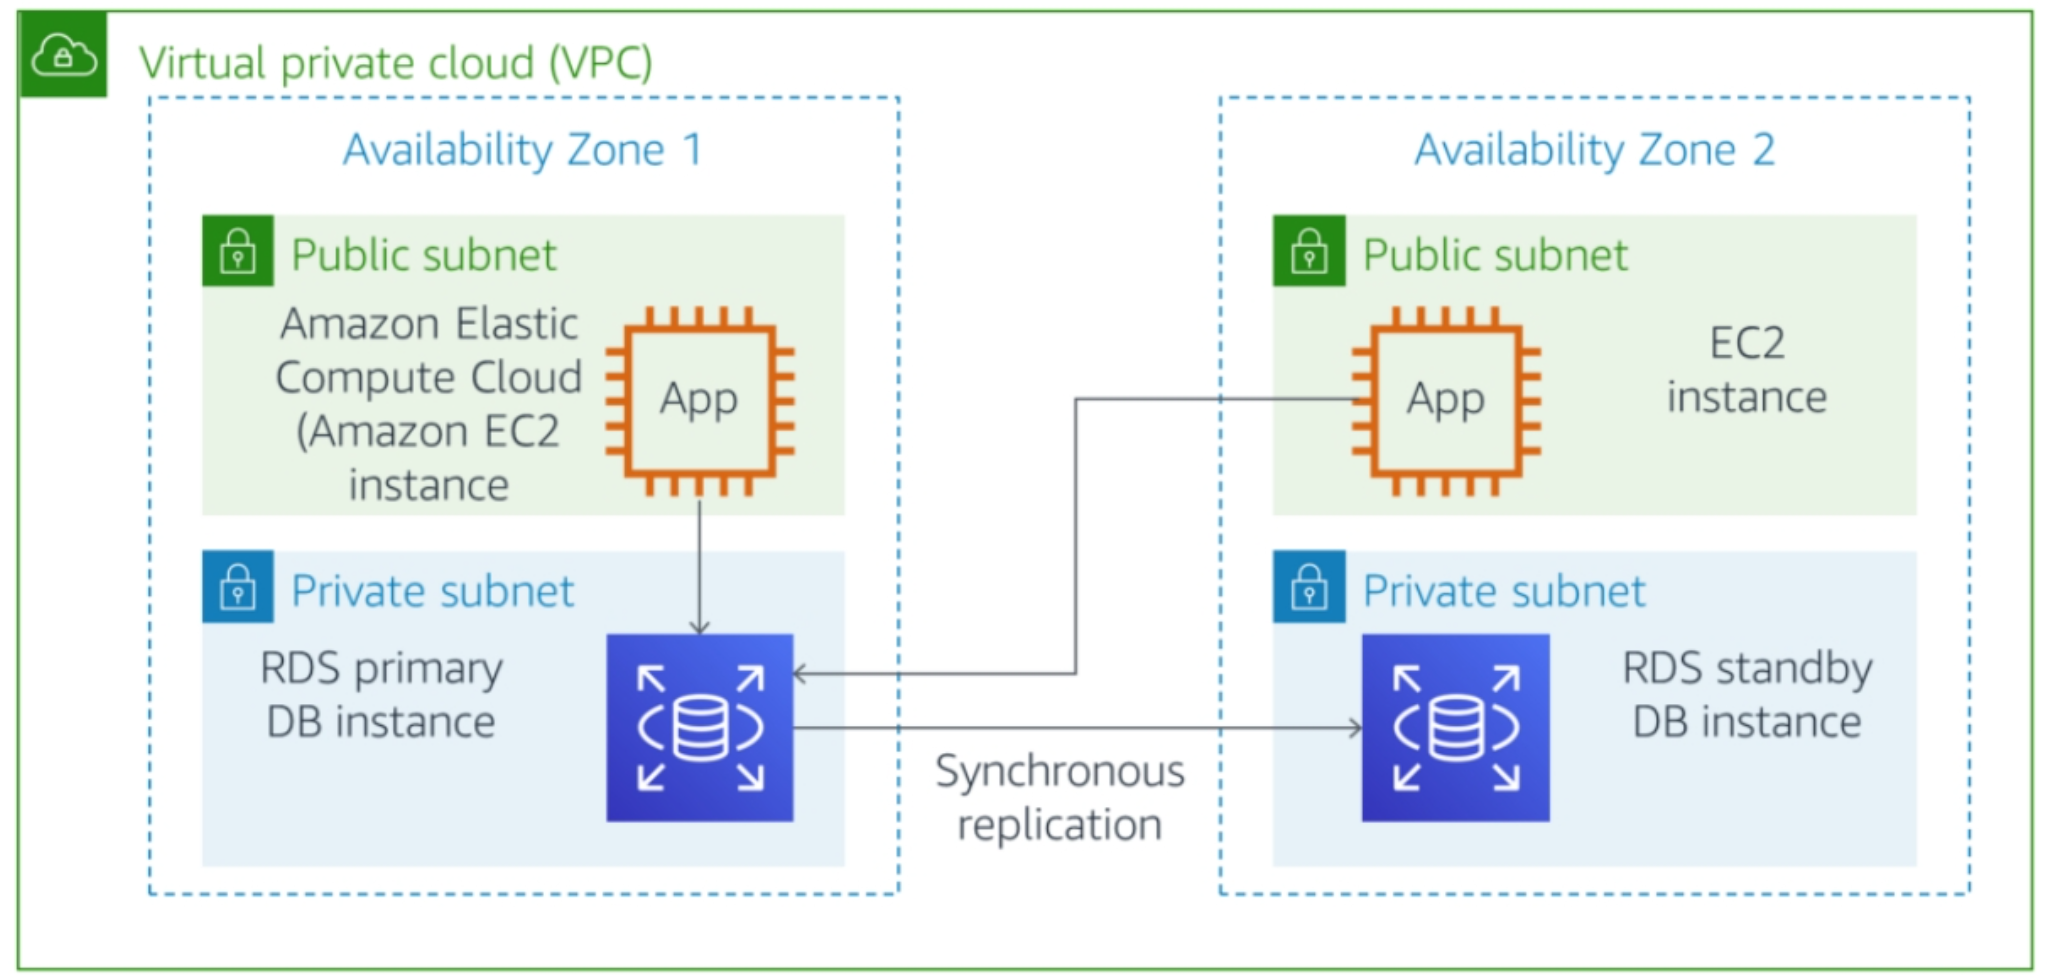 Virtual private cloud (VPC)
Availability Zone 1
Public subnet
Amazon Elastic
Compute Cloud
(Amazon EC2
instance
App
Private subnet
RDS primary
DB instance
Synchronous
replication
Availability Zone 2
Public subnet
App
EC2
instance
Private subnet
RDS standby
DB instance